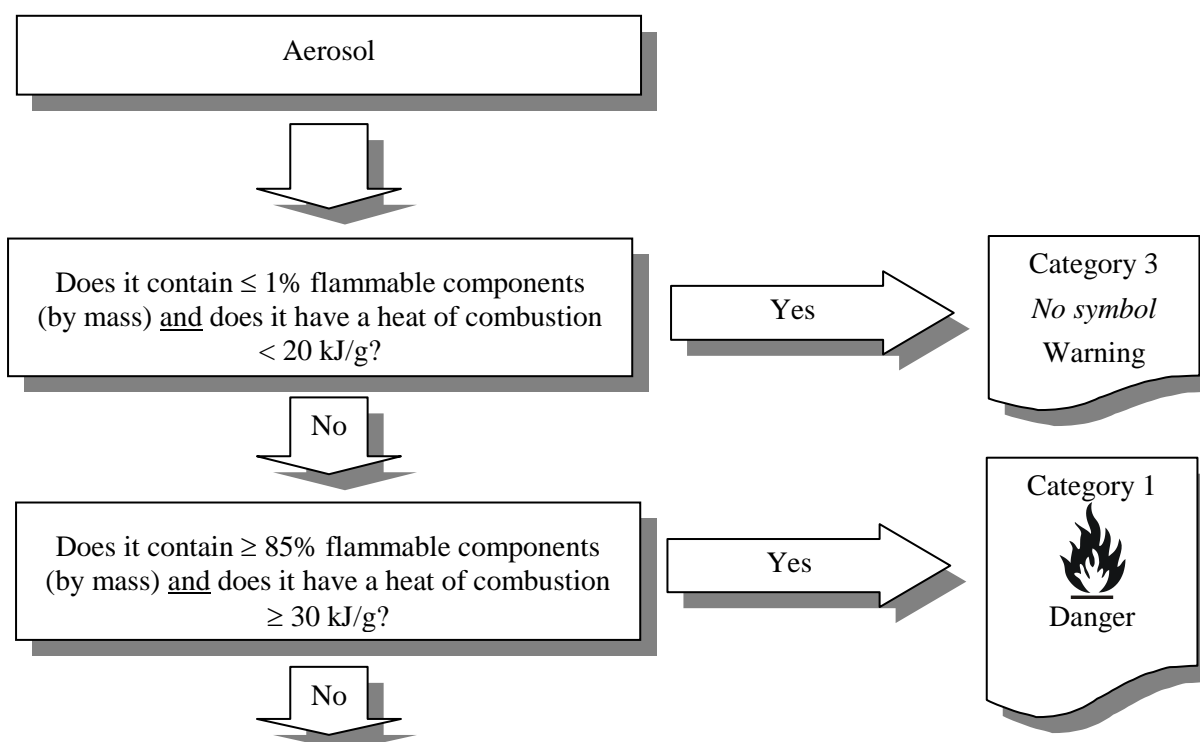 Aerosol
Does it contain ≤ 1% flammable components
(by mass) and does it have a heat of combustion
< 20 kJ/g?
Yes
Category 3
No symbol
Warning
No
Does it contain ≥ 85% flammable components
(by mass) and does it have a heat of combustion
≥ 30 kJ/g?
Yes
Category 1
Danger
No